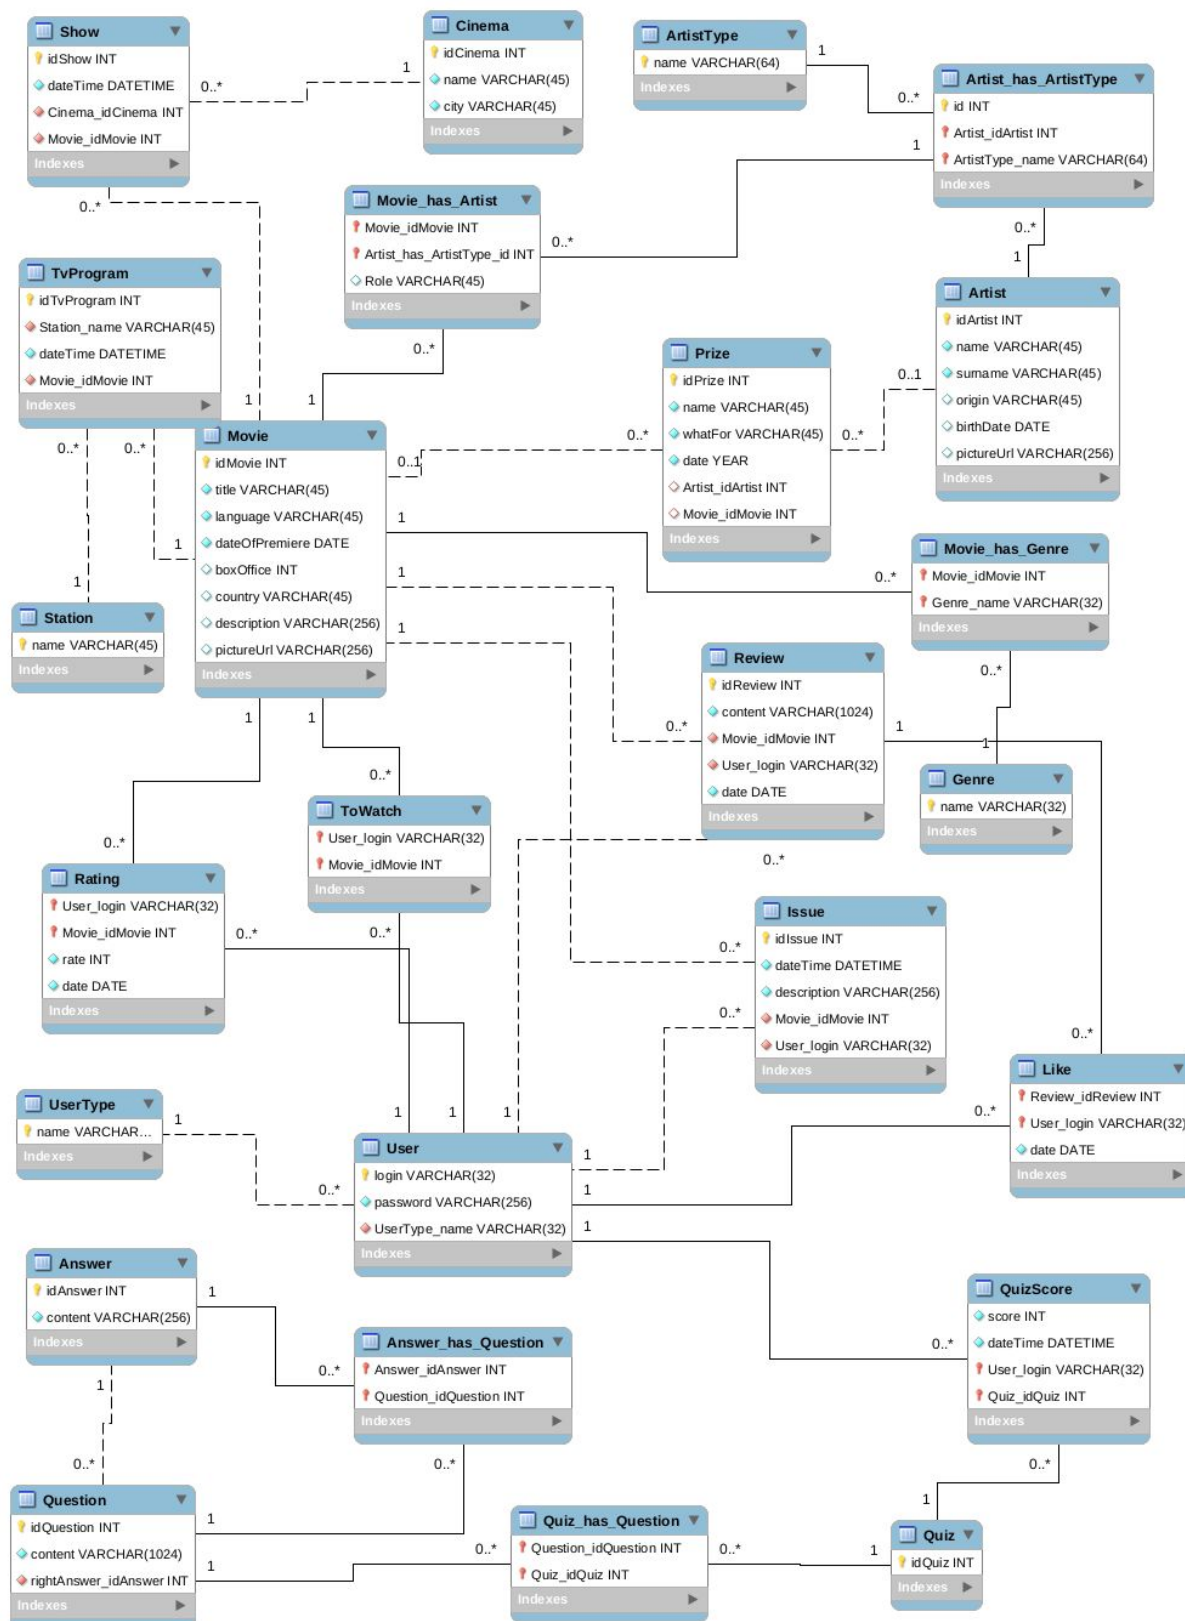 Show
idShow INT
dateTime DATETIME
Cinema_idCinema INT
Movie_idMovie INT
Indexes
0..*
1
0..*
Cinema
idCinema INT
name VARCHAR(45)
city VARCHAR(45)
Indexes
ArtistType
name VARCHAR(64)
Indexes
1
0..*
Artist_has_ArtistType
id INT
Artist_idArtist INT
ArtistType_name VARCHAR(64)
Indexes
1
0..*
1
Movie_has_Artist
Movie_idMovie INT
Artist_has_ArtistType_id INT
Role VARCHAR(45)
Indexes
0..*
0..*
TvProgram
idTvProgram INT
Station_name VARCHAR(45)
dateTime DATETIME
Movie_idMovie INT
Indexes
0..*
0..*
1
1
Artist
idArtist INT
name VARCHAR(45)
surname VARCHAR(45)
origin VARCHAR(45)
birthDate DATE
pictureUrl VARCHAR(256)
Indexes
0..1
Prize
idPrize INT
name VARCHAR(45)
whatFor VARCHAR(45)
date YEAR
Artist_idArtist INT
Movie_idMovie INT
Indexes
0..*
0..*
Movie
idMovie INT
title VARCHAR(45)
language VARCHAR(45)
dateOfPremiere DATE
boxOffice INT
country VARCHAR(45)
description VARCHAR(256)
pictureUrl VARCHAR(256)
Indexes
1
1
0..1
1
1
1
1
1
Station
name VARCHAR(45)
Indexes
1
Movie_has_Genre
Movie_idMovie INT
Genre_name VARCHAR(32)
Indexes
0..*
0..*
1
Review
idReview INT
content VARCHAR(1024)
Movie_idMovie INT
User_login VARCHAR(32)
date DATE
Indexes
0..*
1
0..*
Genre
name VARCHAR(32)
Indexes
ToWatch
User_login VARCHAR(32)
Movie_idMovie INT
Indexes
0..*
0..*
Rating
User_login VARCHAR(32)
Movie_idMovie INT
rate INT
date DATE
Indexes
0..*
0..*
Issue
idIssue INT
dateTime DATETIME
description VARCHAR(256)
Movie_idMovie INT
User_login VARCHAR(32)
Indexes
0..*
0..*
Like
Review_idReview INT
User_login VARCHAR(32)
date DATE
Indexes
0..*
0..*
UserType
name VARCHAR...
Indexes
1
0..*
User
login VARCHAR(32)
password VARCHAR(256)
UserType_name VARCHAR(32)
Indexes
1
1
1
1
1
1
Answer
idAnswer INT
content VARCHAR(256)
Indexes
1
1
Answer_has_Question
Answer_idAnswer INT
Question_idQuestion INT
Indexes
0..*
0..*
QuizScore
score INT
dateTime DATETIME
User_login VARCHAR(32)
Quiz_idQuiz INT
Indexes
0..*
0..*
Question
idQuestion INT
content VARCHAR(1024)
rightAnswer_idAnswer INT
Indexes
0..*
1
1
Quiz_has_Question
Question_idQuestion INT
Quiz_idQuiz INT
Indexes
0..*
0..*
Quiz
idQuiz INT
Indexes
1
1